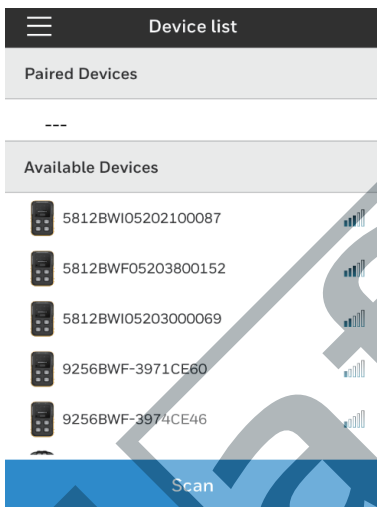 Device list
Paired Devices
---
Available Devices
5812BWI05202100087
5812BWF05203800152
5812BWI05203000069
9256BWF-3971CE60
9256BWF-3974CE46
Scan